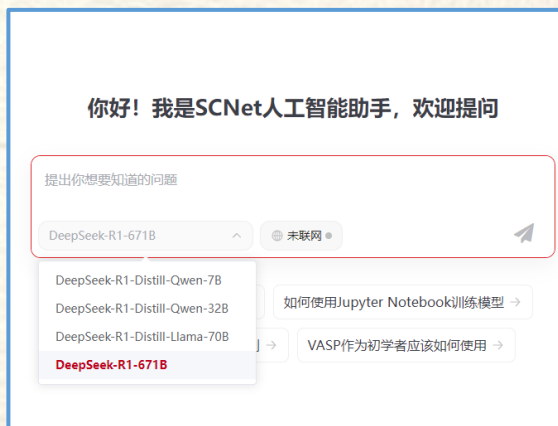 你好！我是SCNet人工智能助手，欢迎提问
提出你想要知道的问题
DeepSeek-R1-671B
未联网
DeepSeek-R1-Distill-Qwen-7B
DeepSeek-R1-Distill-Qwen-32B
如何使用Jupyter Notebook训练模型 →
DeepSeek-R1-Distill-Llama-70B
VASP作为初学者应该如何使用 →
DeepSeek-R1-671B